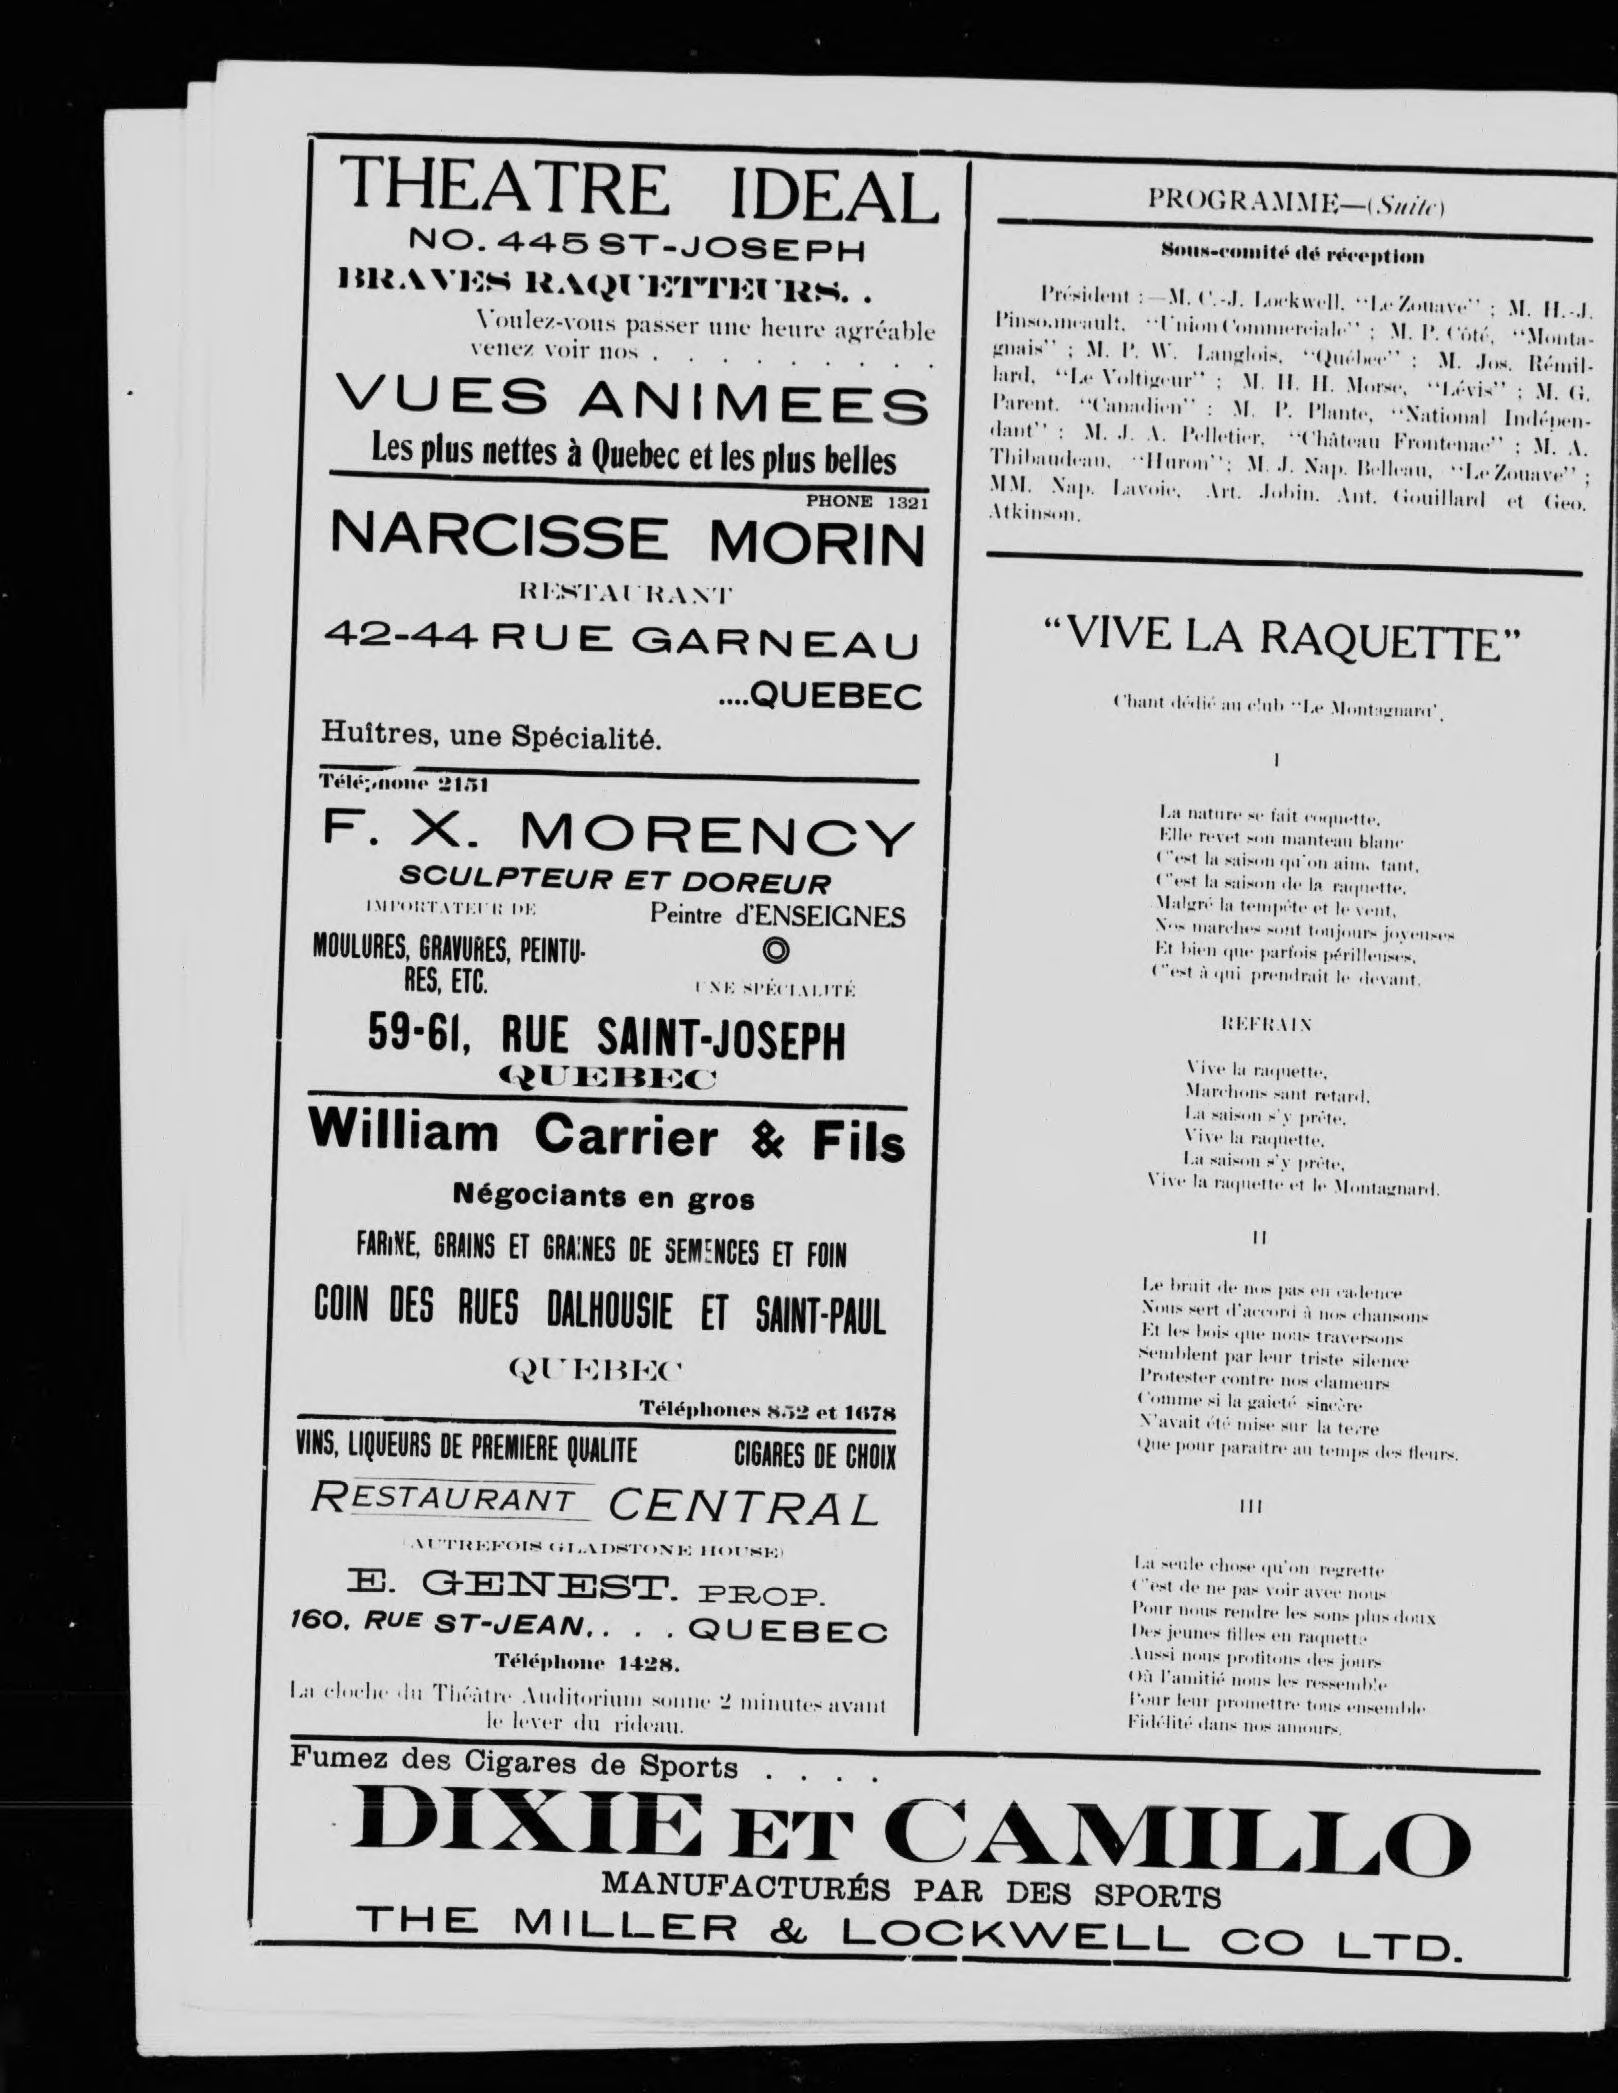 THEATRE IDEAL
NO. 445 ST-JOSEPH
BRAVES RAQUETTEURS. .
Voulez-vous passer une heure agréable
venez voir nos . . . . . . . . .
VUES ANIMEES
Les plus nettes à Quebec et les plus belles
PHONE 1321
NARCISSE MORIN
RESTAURANT
42-44 RUE GARNEAU
....QUEBEC
Huîtres, une Spécialité.
Téléphone 2151
F. X. MORENCY
SCULPTEUR ET DOREUR
IMPORTATEUR DE
MOULURES, GRAVURES, PEINTU-
RES, ETC.
Peintre d'ENSEIGNES
UNE SPÉCIALITÉ
59-61, RUE SAINT-JOSEPH
QUEBEC
William Carrier & Fils
Négociants en gros
FARINE, GRAINS ET GRAINES DE SEMENCES ET FOIN
COIN DES RUES DALHOUSIE ET SAINT-PAUL
QUEBEC
Téléphones 852 et 1678
VINS, LIQUEURS DE PREMIERE QUALITE CIGARES DE CHOIX
RESTAURANT CENTRAL
(AUTREFOIS GLADSTONE HOUSE)
E. GENEST. PROP.
160, RUE ST-JEAN,. . . . QUEBEC
Téléphone 1428.
La cloche du Théâtre Auditorium sonne 2 minutes avant
le lever du rideau.
PROGRAMME—(Suite)
Sous-comité dé réception
Président :—M. C.-J. Lockwell, "Le Zouave" ; M. H.-J.
Pinsonneault, "Union Commerciale" ; M. P. Côté, "Monta-
gnais" ; M. P. W. Langlois, "Québec" ; M. Jos. Rémil-
lard, "Le Voltigeur" ; M. H. H. Morse, "Lévis" ; M. G.
Parent, "Canadien" ; M. P. Plante, "National Indépen-
dant" ; M. J. A. Pelletier, "Château Frontenac" ; M. A.
Thibaudeau, "Huron" ; M. J. Nap. Belleau, "Le Zouave" ;
MM. Nap. Lavoie, Art. Jobin, Ant. Gouillard et Geo.
Atkinson.
"VIVE LA RAQUETTE"
Chant dédié au club "Le Montagnard".
I
La nature se fait coquette,
Elle revet son manteau blanc
C'est la saison qu'on aime tant,
C'est la saison de la raquette,
Malgré la tempête et le vent,
Nos marches sont toujours joyeuses
Et bien que parfois périlleuses,
C'est à qui prendrait le devant.
REFRAIN
Vive la raquette,
Marchons sant retard,
La saison s'y prête,
Vive la raquette,
La saison s'y prête,
Vive la raquette et le Montagnard.
II
Le brait de nos pas en cadence
Nous sert d'accord à nos chansons
Et les bois que nous traversons
Semblent par leur triste silence
Protester contre nos clameurs
Comme si la gaieté sincère
N'avait été mise sur la terre
Que pour paraitre au temps des fleurs.
III
La seule chose qu'on regrette
C'est de ne pas voir avec nous
Pour nous rendre les sons plus doux
Des jeunes filles en raquette
Aussi nous profitons des jours
Où l'amitié nous les ressemble
Pour leur promettre tous ensemble
Fidélité dans nos amours.
Fumez des Cigares de Sports . . . .
DIXIE ET CAMILLO
MANUFACTURÉS PAR DES SPORTS
THE MILLER & LOCKWELL CO LTD.